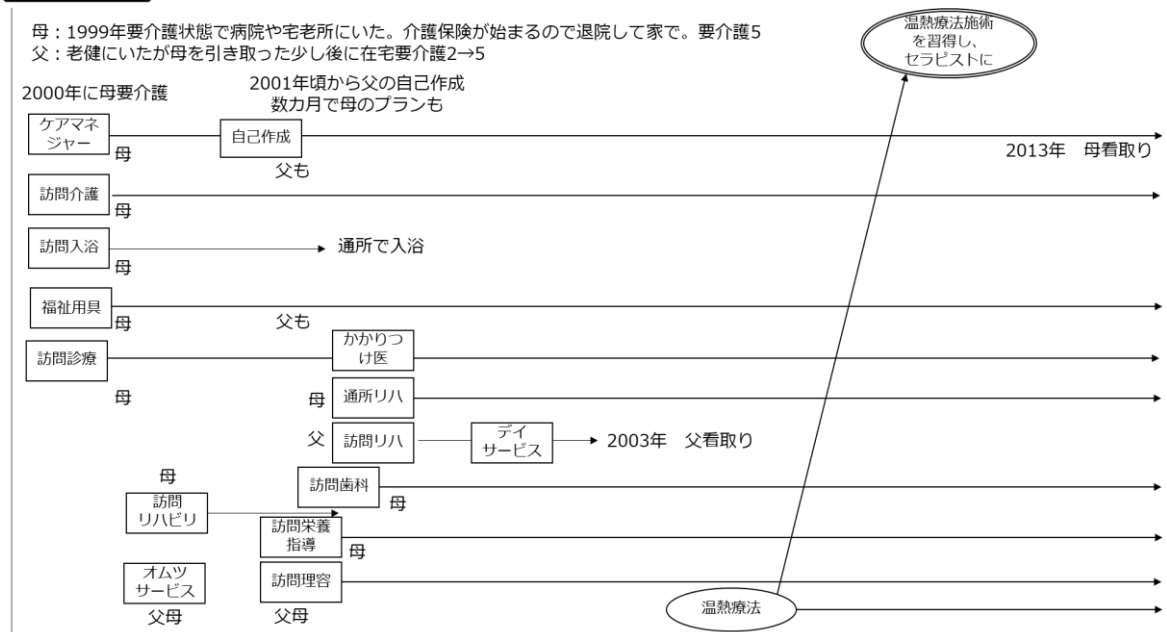 母：1999年要介護状態で病院や宅老所にいた。介護保険が始まるので退院して家で。要介護5
父：老健にいたが母を引き取った少し後に在宅要介護2→5
温熱療法施術
を習得し、
セラピストに
2000年に母要介護
2001年頃から父の自己作成
数カ月で母のプランも
ケアマネ
ジャー
母
自己作成
父も
2013年　母看取り
訪問介護
母
訪問入浴
母
通所で入浴
福祉用具
母
父も
訪問診療
母
かかりつ
け医
母
通所リハ
父
訪問リハ
デイ
サービス
2003年　父看取り
訪問歯科
母
母
訪問
リハビリ
訪問栄養
指導
母
オムツ
サービス
父母
訪問理容
父母
温熱療法